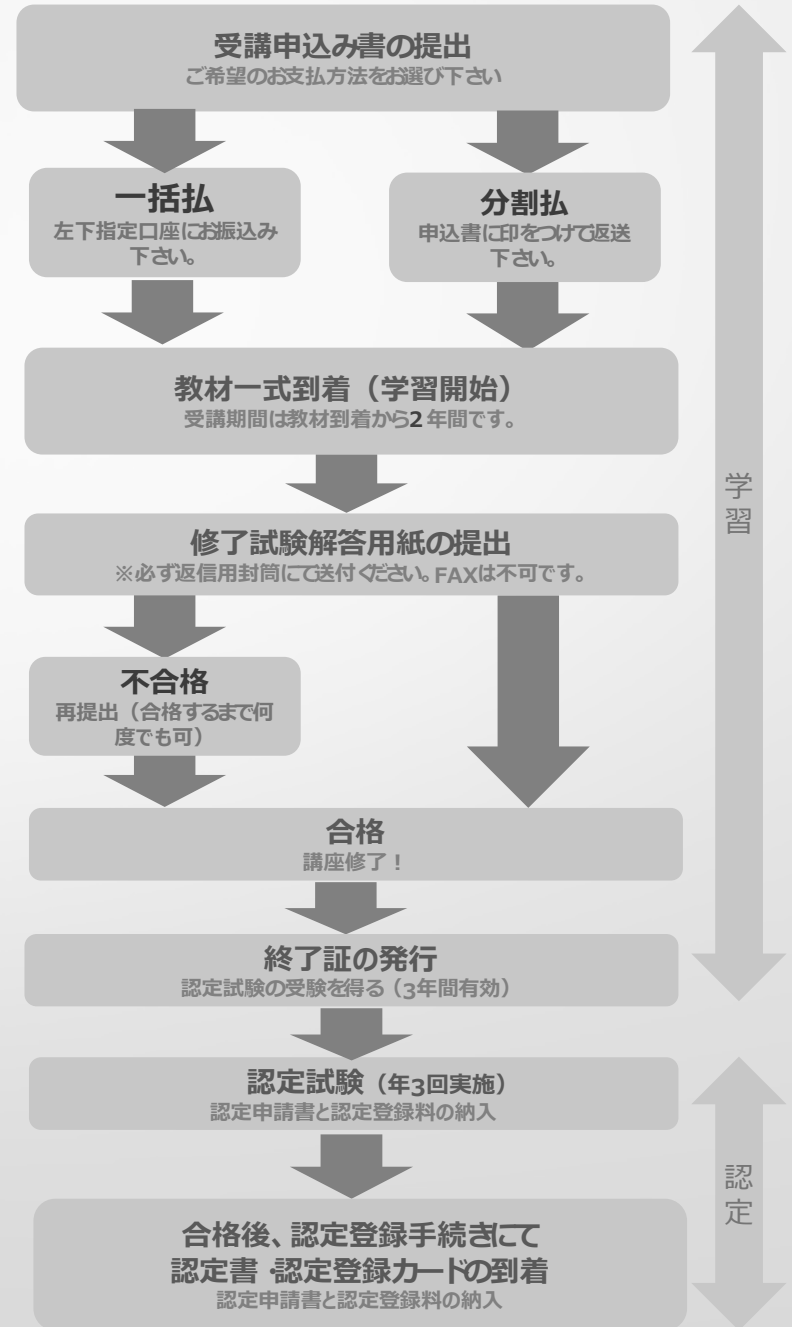 受講申込み書の提出
ご希望のお支払方法をお選び下さい
一括払
左下指定口座にお振込み
下さい。
分割払
申込書に印をつけて返送
下さい。
教材一式到着（学習開始）
受講期間は教材到着から2年間です。
修了試験解答用紙の提出
※必ず返信用封筒にて送付ください。FAXは不可です。
不合格
再提出（合格するまで何
度でも可）
合格
講座修了！
終了証の発行
認定試験の受験を得る（3年間有効）
学習
認定試験（年3回実施）
認定申請書と認定登録料の納入
合格後、認定登録手続きにて
認定書・認定登録カードの到着
認定申請書と認定登録料の納入
認定